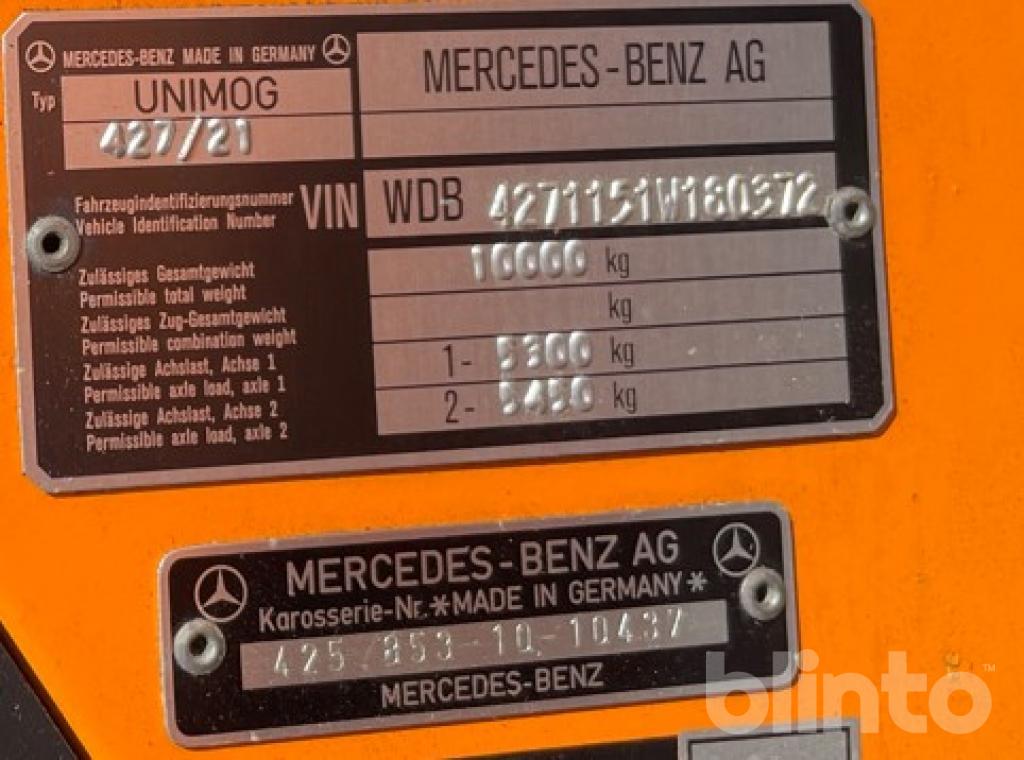 MERCEDES-BENZ MADE IN GERMANY
Typ UNIMOG
427/21
MERCEDES-BENZ AG
Fahrzeugindentifizierungsnummer
Vehicle Identification Number
VIN WDB 4271151W180372
Zulässiges Gesamtgewicht
Permissible total weight
10000 kg
Zulässiges Zug-Gesamtgewicht
Permissible combination weight
kg
Zulässige Achslast, Achse 1
Permissible axle load, axle 1
1- 5300 kg
Zulässige Achslast, Achse 2
Permissible axle load, axle 2
2- 5450 kg
MERCEDES-BENZ AG
Karosserie-Nr.*MADE IN GERMANY*
425/853-10-10437
MERCEDES-BENZ
blinto™